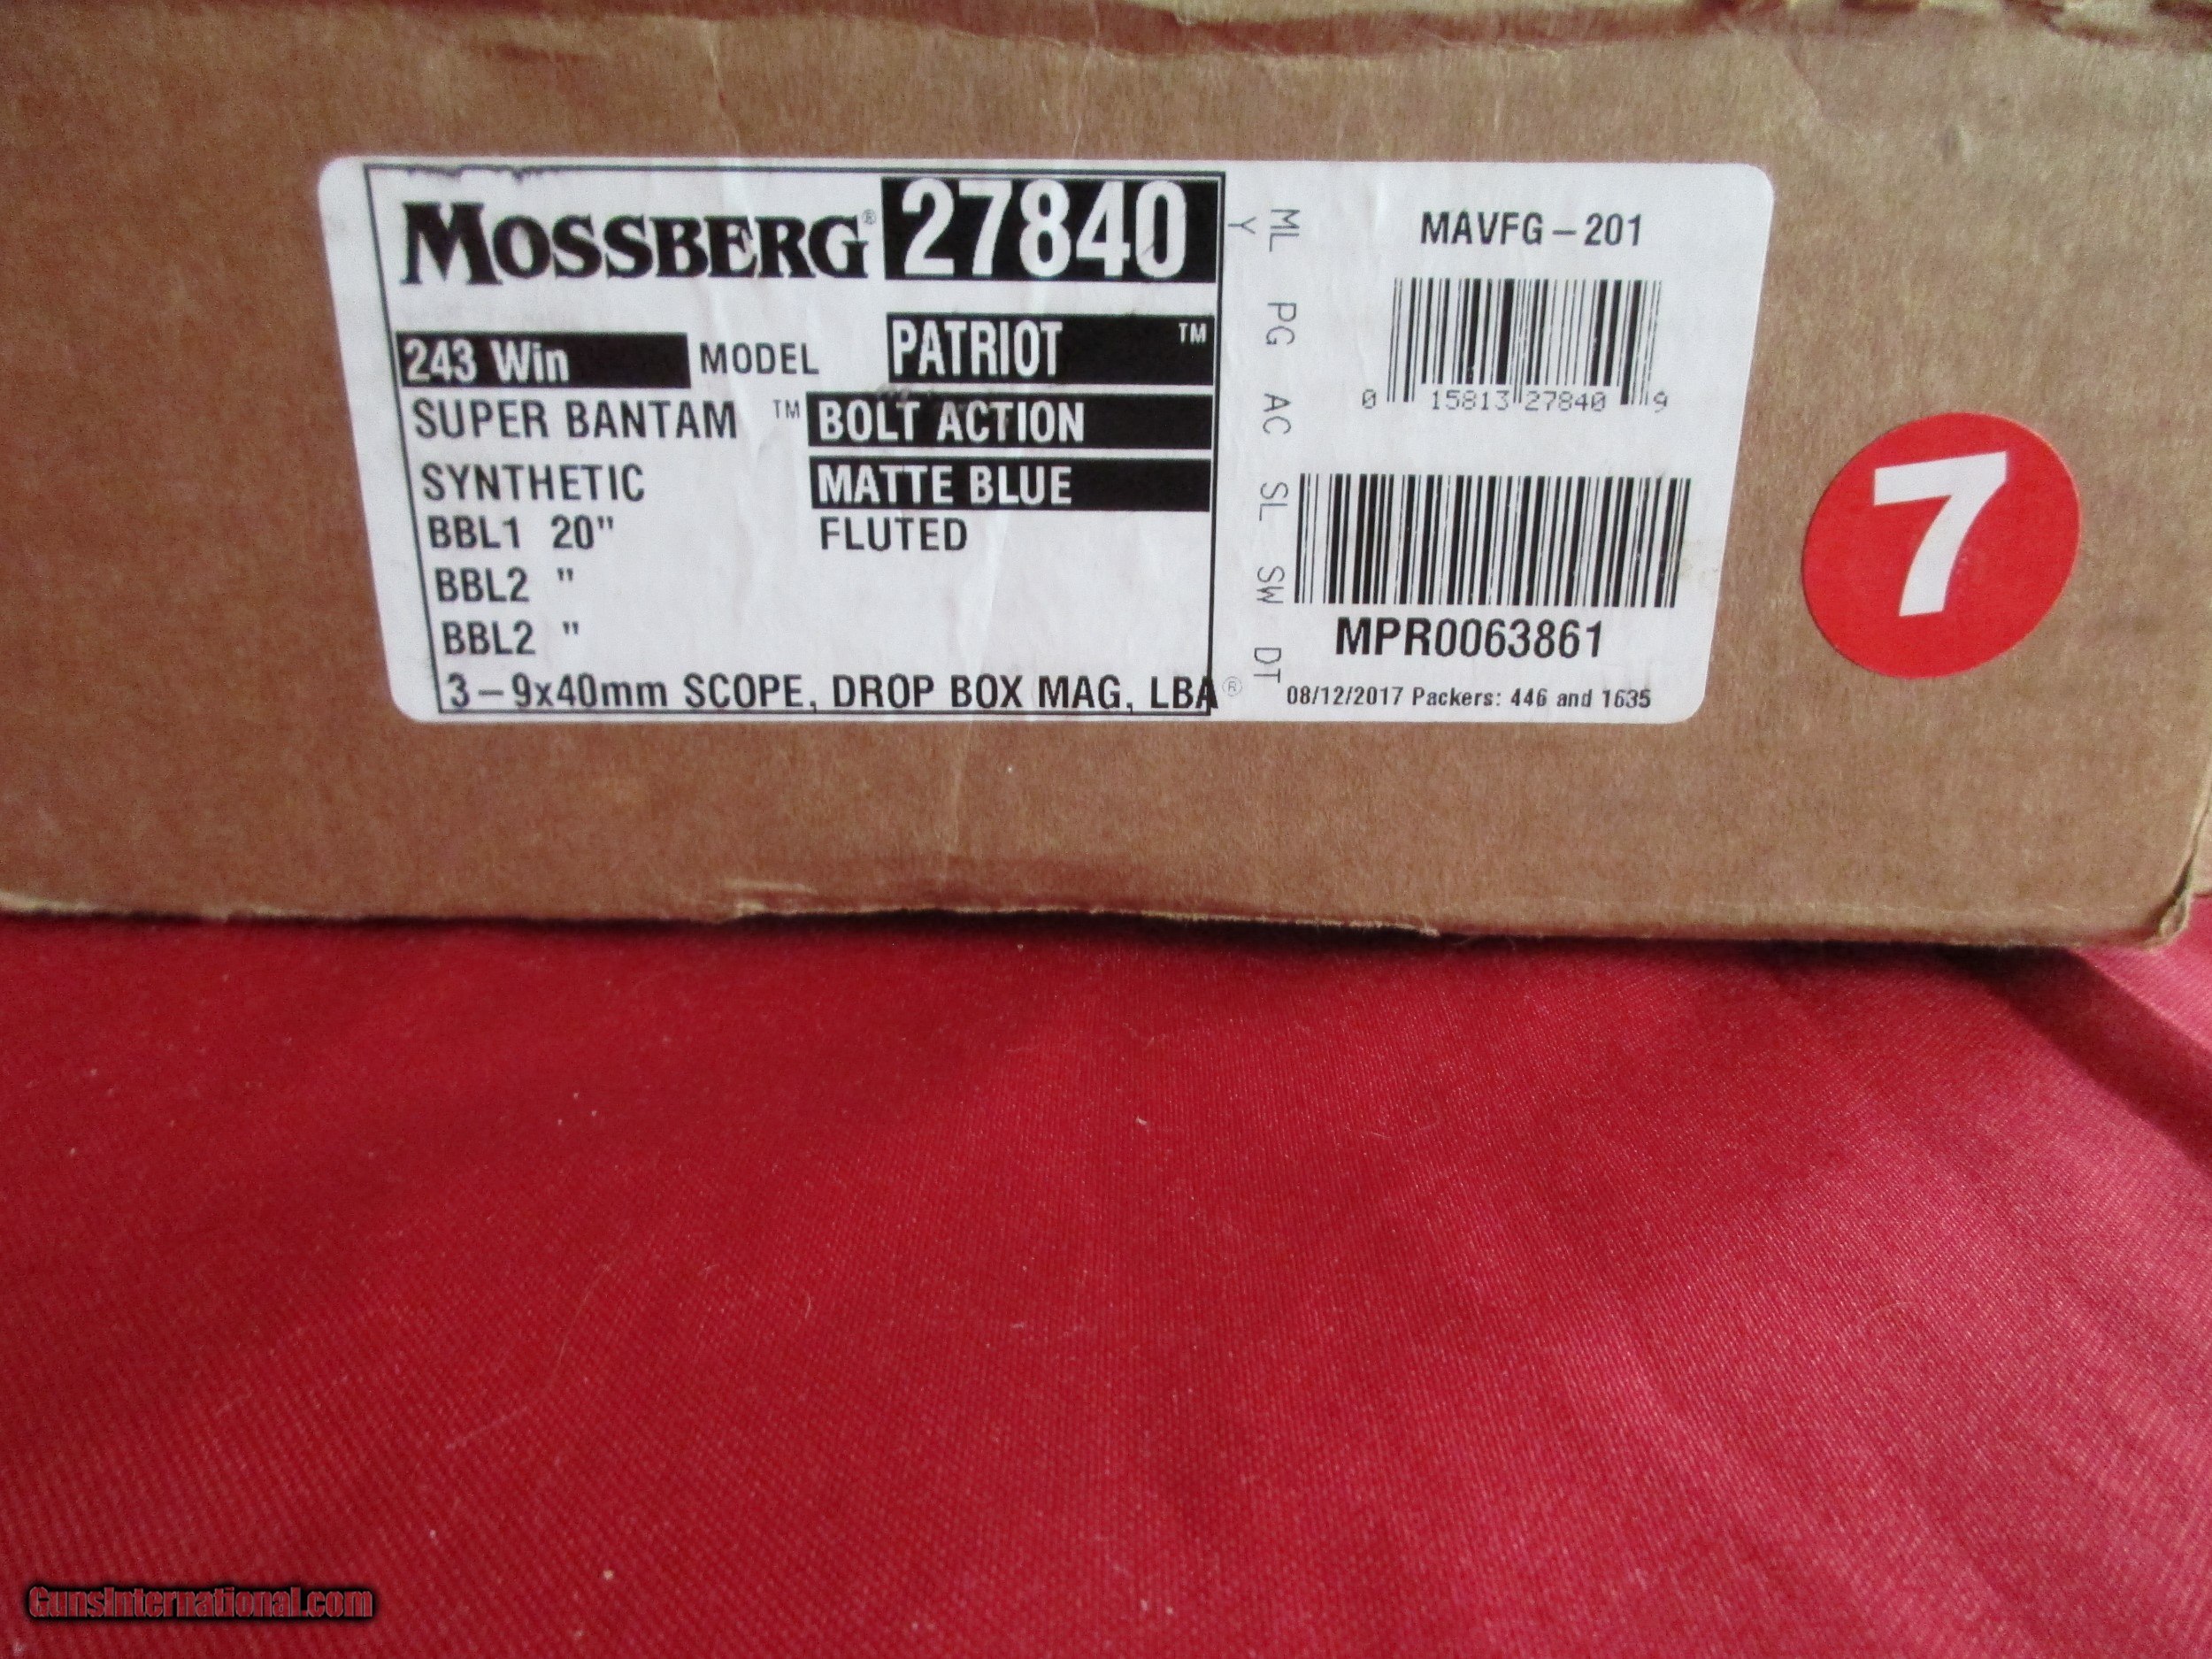 MOSSBERG® 27840
243 Win MODEL PATRIOT ™
SUPER BANTAM ™ BOLT ACTION
SYNTHETIC MATTE BLUE
BBL1 20" FLUTED
BBL2 "
BBL2 "
3-9x40mm SCOPE, DROP BOX MAG, LBA®
ML PG AC SL SW DT
Y
MAVFG-201
0 15813 27840 9
MPR0063861
08/12/2017 Packers: 446 and 1635
7
GunsInternational.com